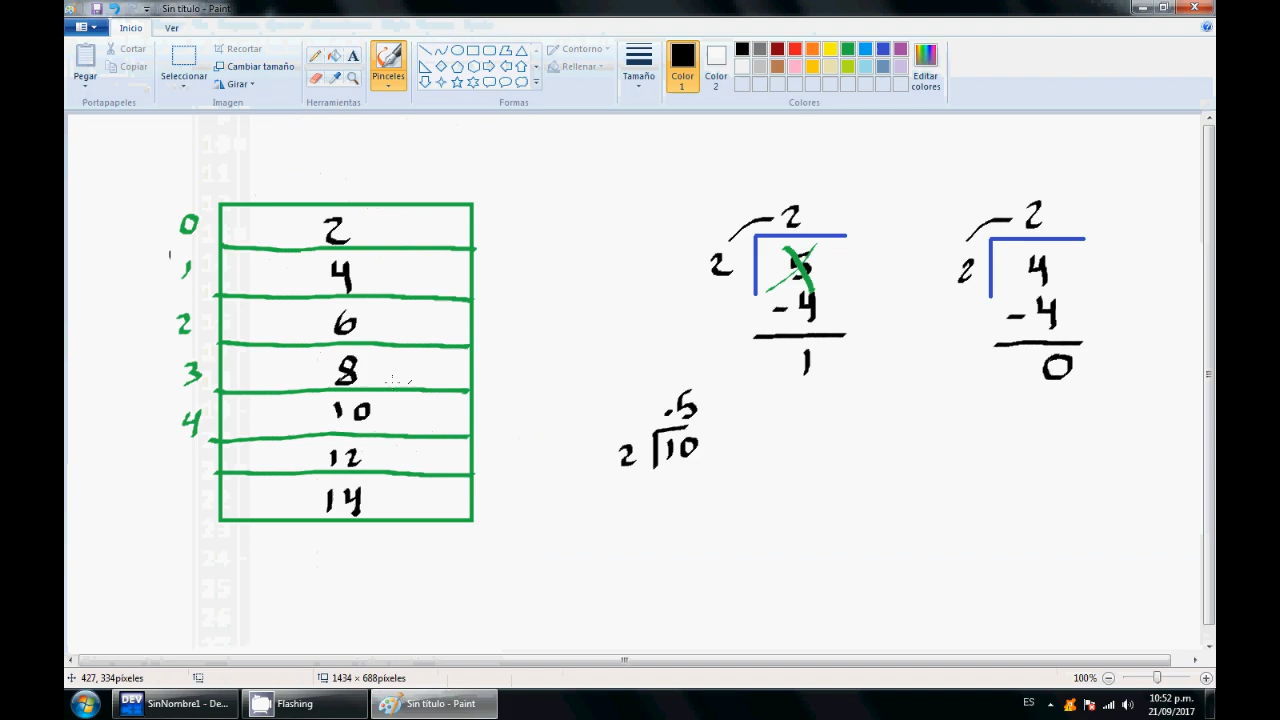 Sin título - Paint
Inicio Ver
Pegar
Cortar
Copiar
Portapapeles
Seleccionar
Recortar
Cambiar tamaño
Girar
Imagen
Herramientas
Pinceles
Contorno
Rellenar
Formas
Tamaño
Color 1
Color 2
Editar colores
Colores
0 2
1 4
2 6
3 8
4 10
12
14
2
2 5
-4
1
2
2 4
-4
0
.5
2 10
427, 334píxeles
1434 × 688píxeles
100%
SinNombre1 - De...
Flashing
Sin título - Paint
ES
10:52 p.m.
21/09/2017